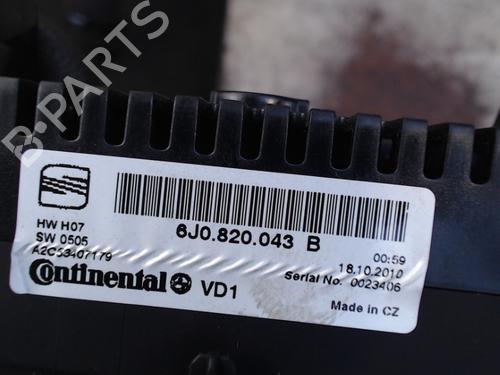 B-PARTS
6J0.820.043 B
HW H07
SW 0505
A2C53407179
00:59
18.10.2010
Serial No. 0023406
Continental VD1
Made in CZ